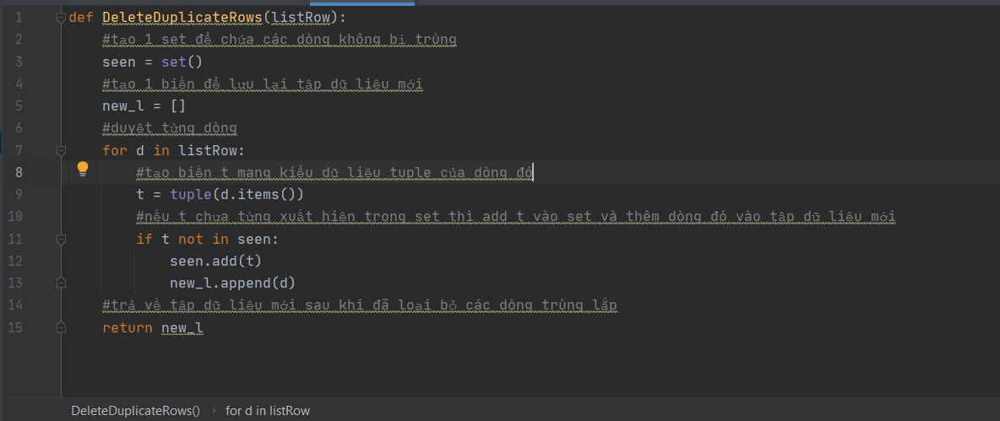 1 def DeleteDuplicateRows(listRow):
2 #tạo 1 set để chứa các dòng không bị trùng
3 seen = set()
4 #tạo 1 biến để lưu lại tập dữ liệu mới
5 new_l = []
6 #duyệt từng dòng
7 for d in listRow:
8 #tạo biến t mang kiểu dữ liệu tuple của dòng đó
9 t = tuple(d.items())
10 #nếu t chưa từng xuất hiện trong set thì add t vào set và thêm dòng đó vào tập dữ liệu mới
11 if t not in seen:
12 seen.add(t)
13 new_l.append(d)
14 #trả về tập dữ liệu mới sau khi đã loại bỏ các dòng trùng lắp
15 return new_l
DeleteDuplicateRows() › for d in listRow